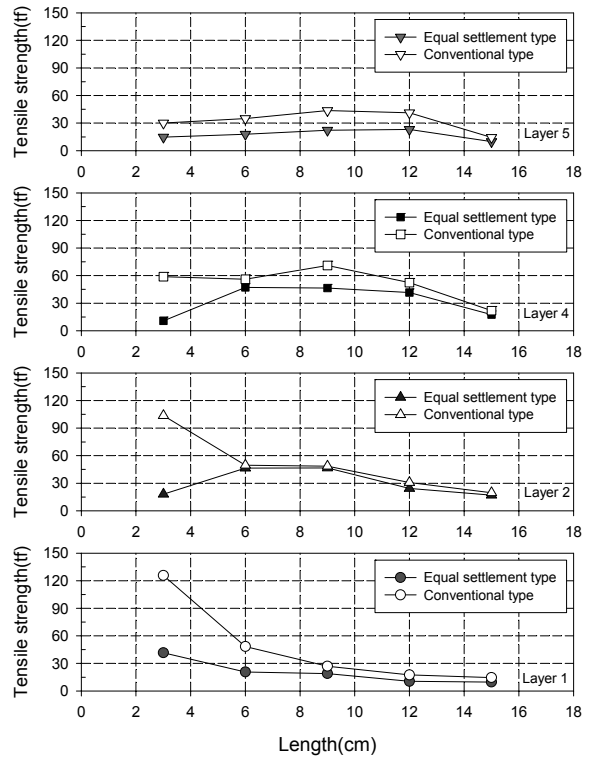 150
120
90
60
30
0
Tensile strength(tf)
Equal settlement type
Conventional type
Layer 5
0 2 4 6 8 10 12 14 16 18
150
120
90
60
30
0
Tensile strength(tf)
Equal settlement type
Conventional type
Layer 4
0 2 4 6 8 10 12 14 16 18
150
120
90
60
30
0
Tensile strength(tf)
Equal settlement type
Conventional type
Layer 2
0 2 4 6 8 10 12 14 16 18
150
120
90
60
30
0
Tensile strength(tf)
Equal settlement type
Conventional type
Layer 1
0 2 4 6 8 10 12 14 16 18
Length(cm)